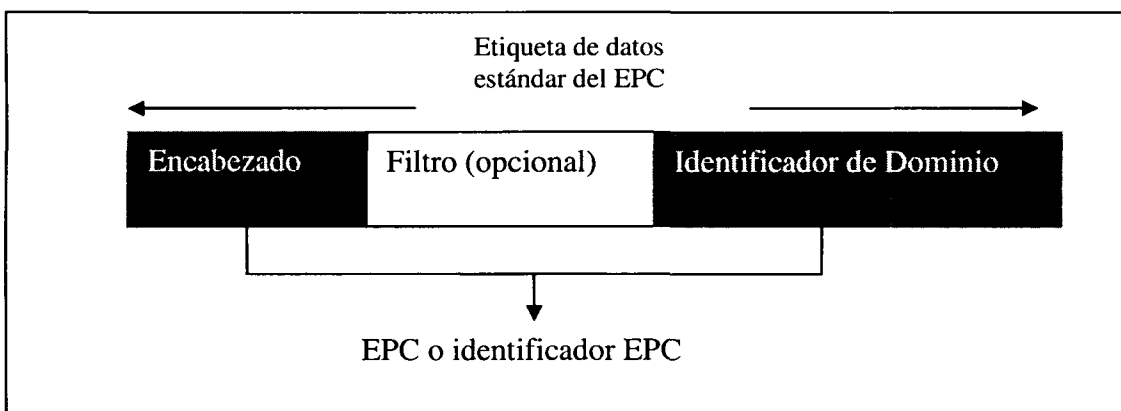 Etiqueta de datos
estándar del EPC
Encabezado
Filtro (opcional)
Identificador de Dominio
EPC o identificador EPC